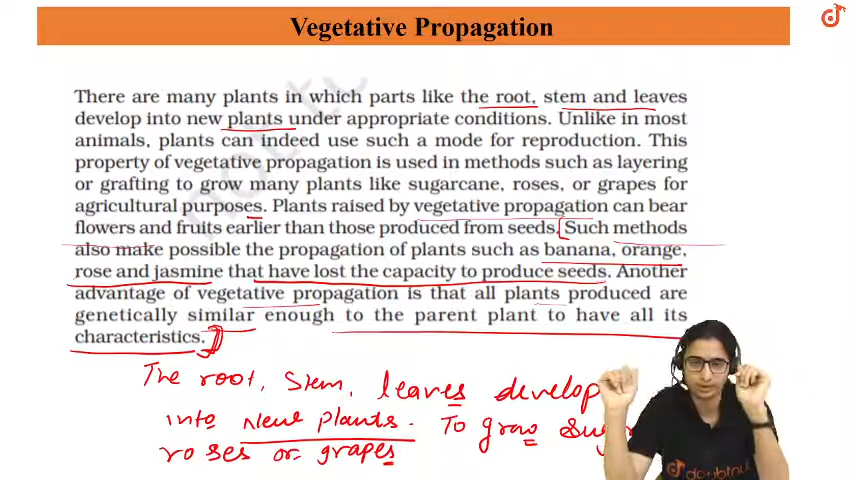 Vegetative Propagation
There are many plants in which parts like the root, stem and leaves
develop into new plants under appropriate conditions. Unlike in most
animals, plants can indeed use such a mode for reproduction. This
property of vegetative propagation is used in methods such as layering
or grafting to grow many plants like sugarcane, roses, or grapes for
agricultural purposes. Plants raised by vegetative propagation can bear
flowers and fruits earlier than those produced from seeds. Such methods
also make possible the propagation of plants such as banana, orange,
rose and jasmine that have lost the capacity to produce seeds. Another
advantage of vegetative propagation is that all plants produced are
genetically similar enough to the parent plant to have all its
characteristics.
The root, Stem, leaves develop
into New plants. To grow
roses or grapes
doubtnut